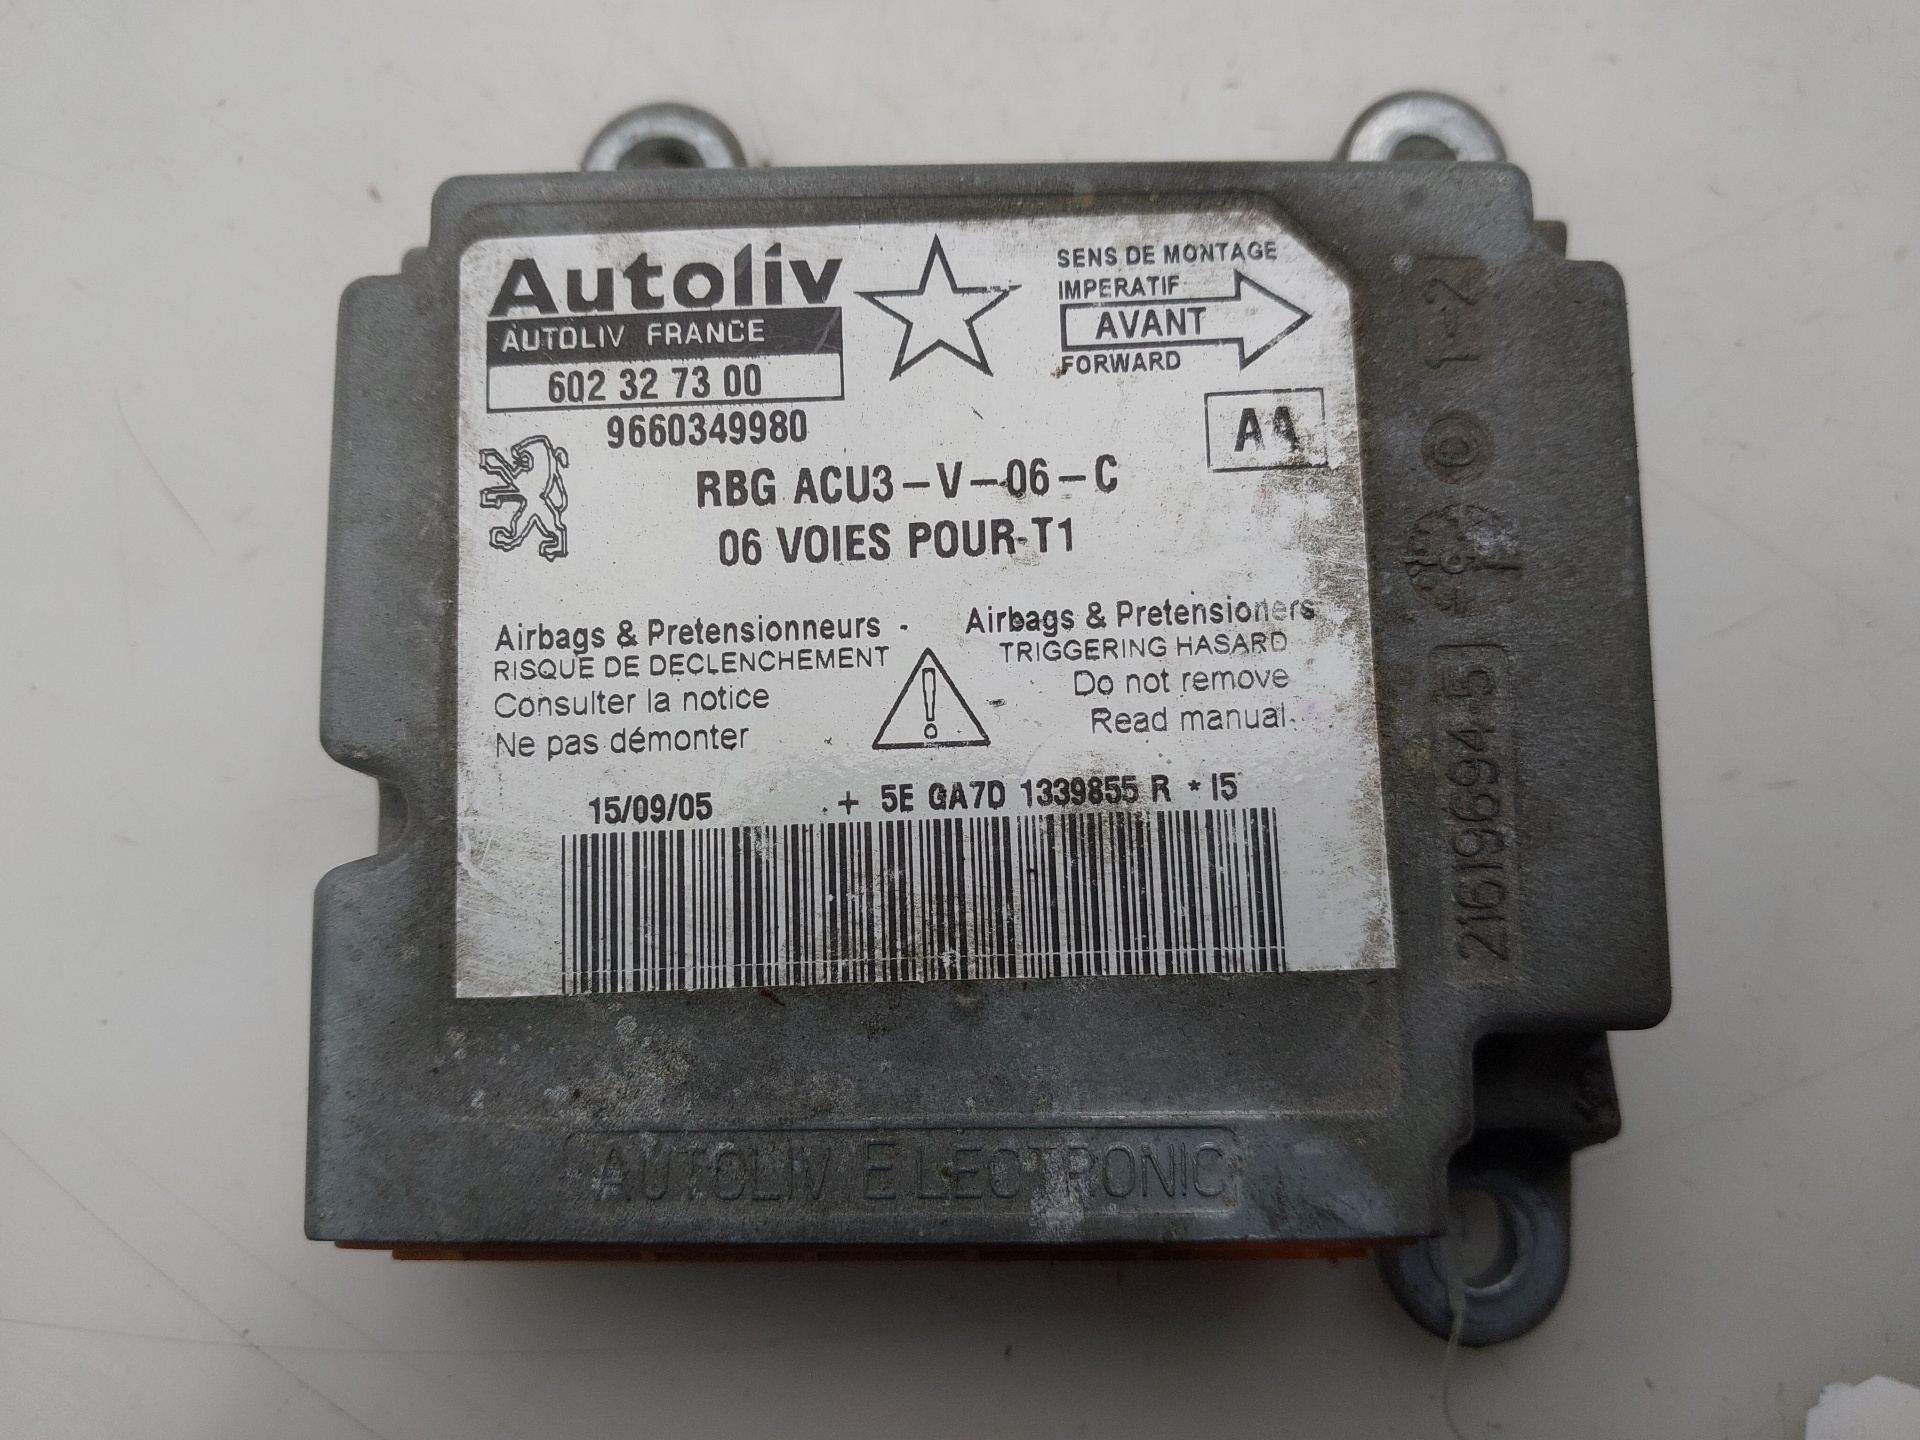 Autoliv
AUTOLIV FRANCE
602 32 73 00
9660349980
SENS DE MONTAGE
IMPERATIF
AVANT
FORWARD
RBG ACU3-V-06-C
06 VOIES POUR-T1
Airbags & Pretensionneurs
RISQUE DE DECLENCHEMENT
Consulter la notice
Ne pas démonter
Airbags & Pretensioners
TRIGGERING HASARD
Do not remove
Read manual
15/09/05
+ 5E GA7D 1339855 R * I5
AUTOLIV ELECTRONIC
1-2